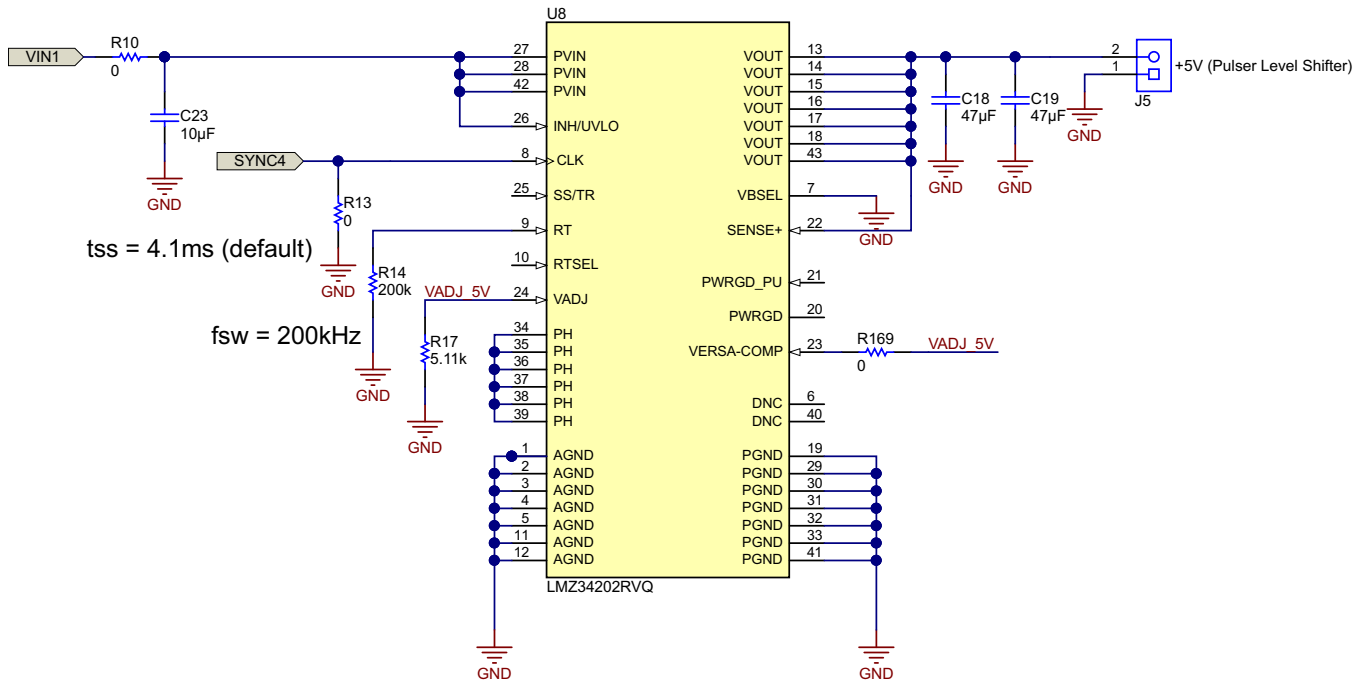 U8
VIN1
R10
0
27
PVIN
28
PVIN
42
PVIN
26
INH/UVLO
C23
10µF
GND
SYNC4
8
CLK
25
SS/TR
R13
0
GND
tss = 4.1ms (default)
9
RT
10
RTSEL
R14
200k
GND
fsw = 200kHz
VADJ_5V
24
VADJ
R17
5.11k
GND
34
PH
35
PH
36
PH
37
PH
38
PH
39
PH
1
AGND
2
AGND
3
AGND
4
AGND
5
AGND
11
AGND
12
AGND
GND
LMZ34202RVQ
VOUT
13
VOUT
14
VOUT
15
VOUT
16
VOUT
17
VOUT
18
VOUT
43
VBSEL
7
GND
SENSE+
22
PWRGD_PU
21
PWRGD
20
VERSA-COMP
23
R169
0
VADJ_5V
DNC
6
DNC
40
PGND
19
PGND
29
PGND
30
PGND
31
PGND
32
PGND
33
PGND
41
GND
C18
47µF
GND
C19
47µF
GND
2
1
GND
J5
+5V (Pulser Level Shifter)